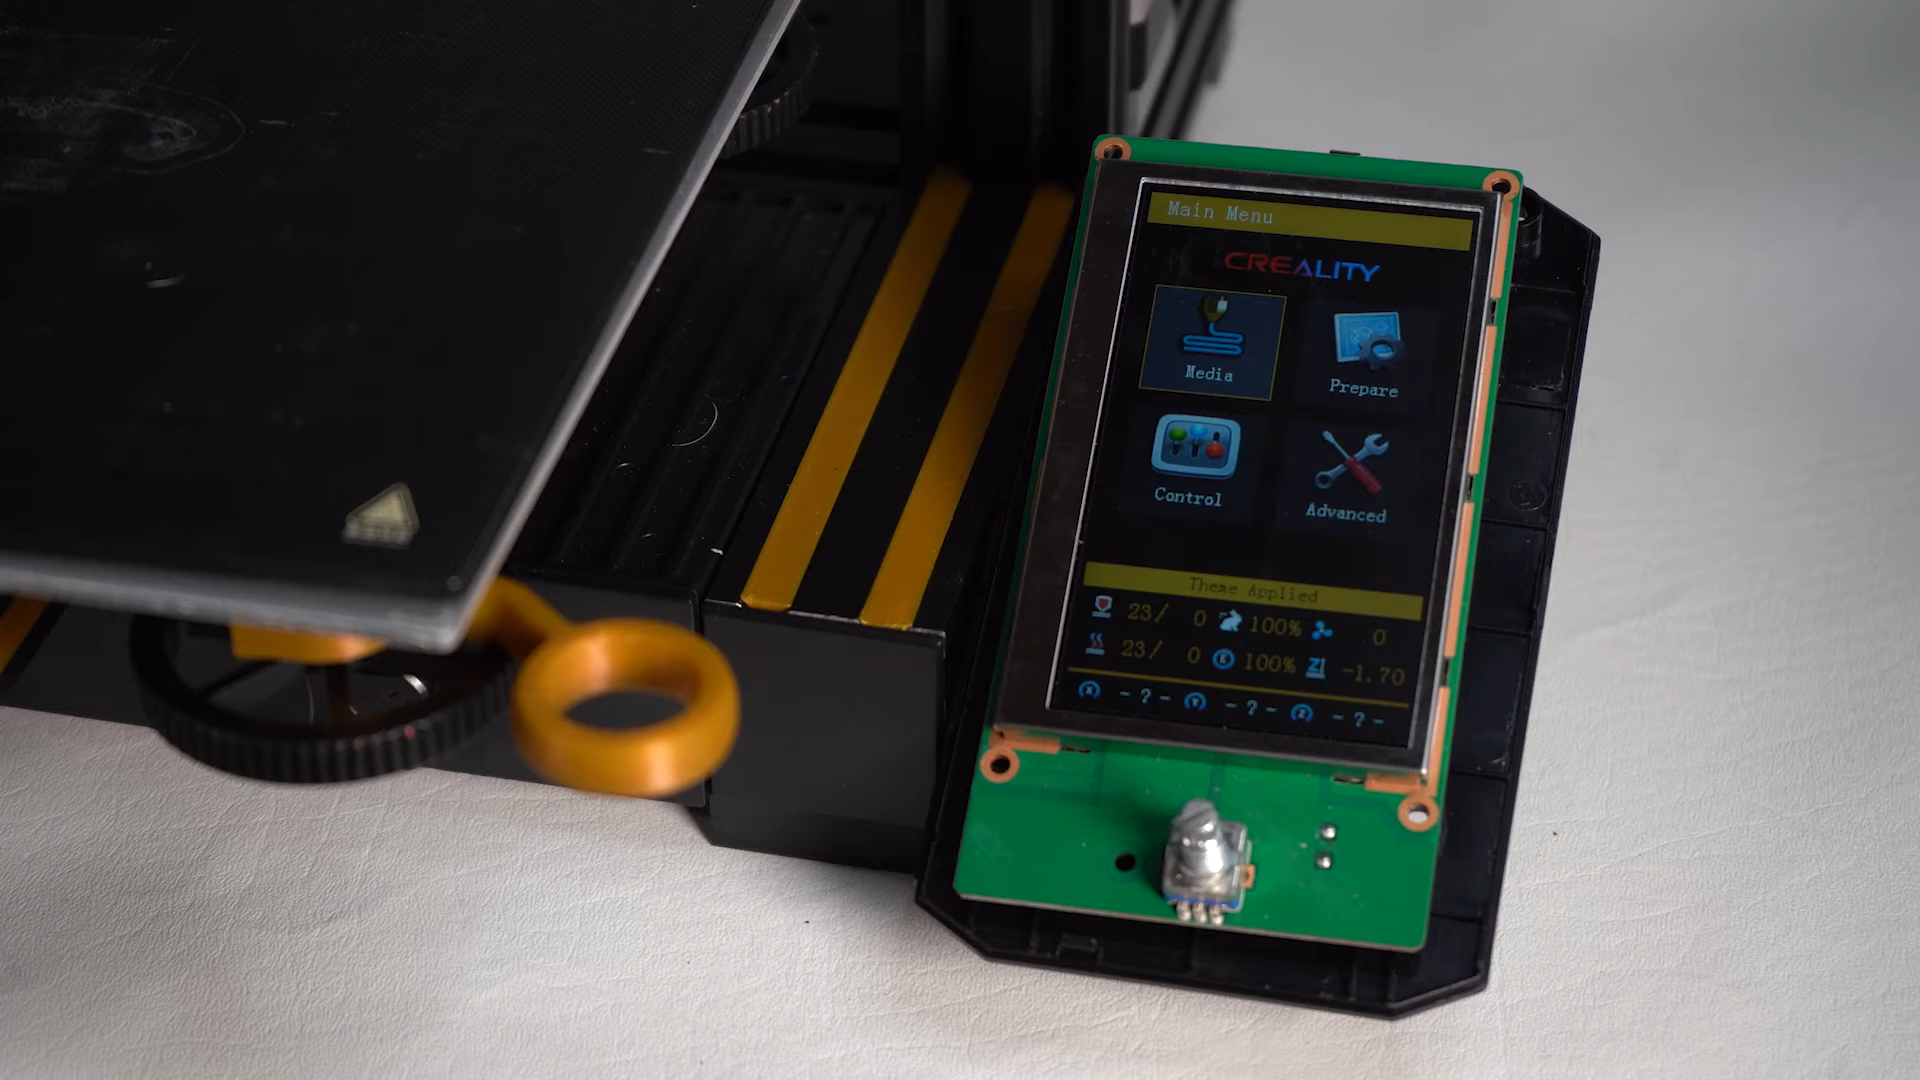 Main Menu
CREALITY
Media
Prepare
Control
Advanced
Theme Applied
23/ 0 100% 0
23/ 0 E 100% Z -1.70
X -?- Y -?- Z -?-